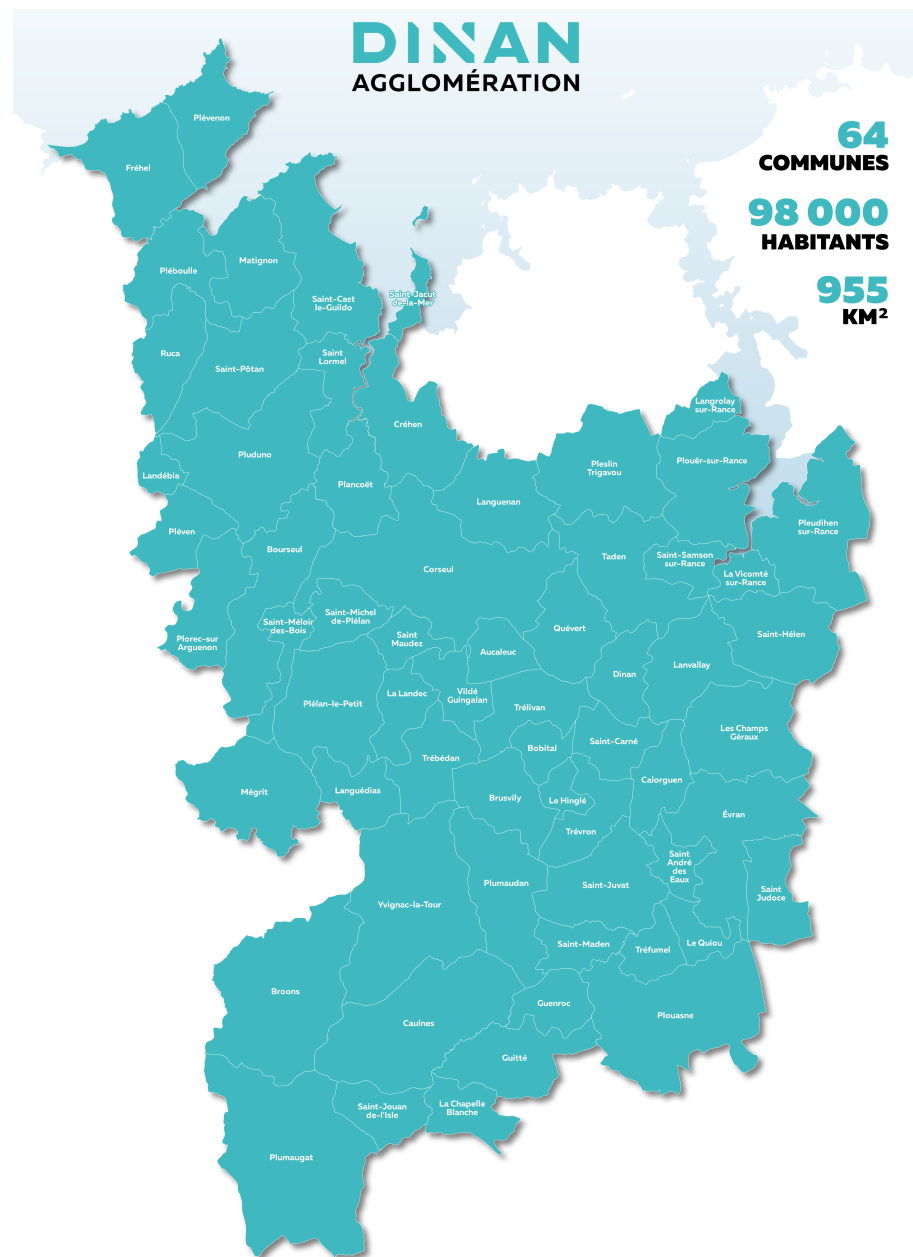 DINAN
AGGLOMÉRATION
64
COMMUNES
98 000
HABITANTS
955
KM²
Plévenon
Fréhel
Matignon
Pléboulle
Saint-Cast
le-Guildo
Saint-Jacut
de-la-Mer
Ruca
Saint
Lormel
Saint-Pôtan
Langrolay
sur-Rance
Créhen
Pluduno
Plouër-sur-Rance
Pleslin
Trigavou
Landébia
Plancoët
Languenan
Pleudihen
sur-Rance
Pléven
Bourseul
Taden
Saint-Samson
sur-Rance
Corseul
La Vicomté
sur-Rance
Saint-Michel
de-Plélan
Saint-Méloir
des-Bois
Quévert
Saint-Hélen
Plorec-sur
Arguenon
Saint
Maudez
Aucaleuc
Lanvallay
Dinan
La Landec
Vildé
Guingalan
Plélan-le-Petit
Trélivan
Les Champs
Géraux
Saint-Carné
Bobital
Trébédan
Calorguen
Mégrit
Languédias
Brusvily
Le Hinglé
Évran
Trévron
Saint
André
des
Eaux
Plumaudan
Saint-Juvat
Saint
Judoce
Yvignac-la-Tour
Saint-Maden
Tréfumel
Le Quiou
Broons
Guenroc
Plouasne
Caulnes
Guitté
Saint-Jouan
de-l'Isle
La Chapelle
Blanche
Plumaugat